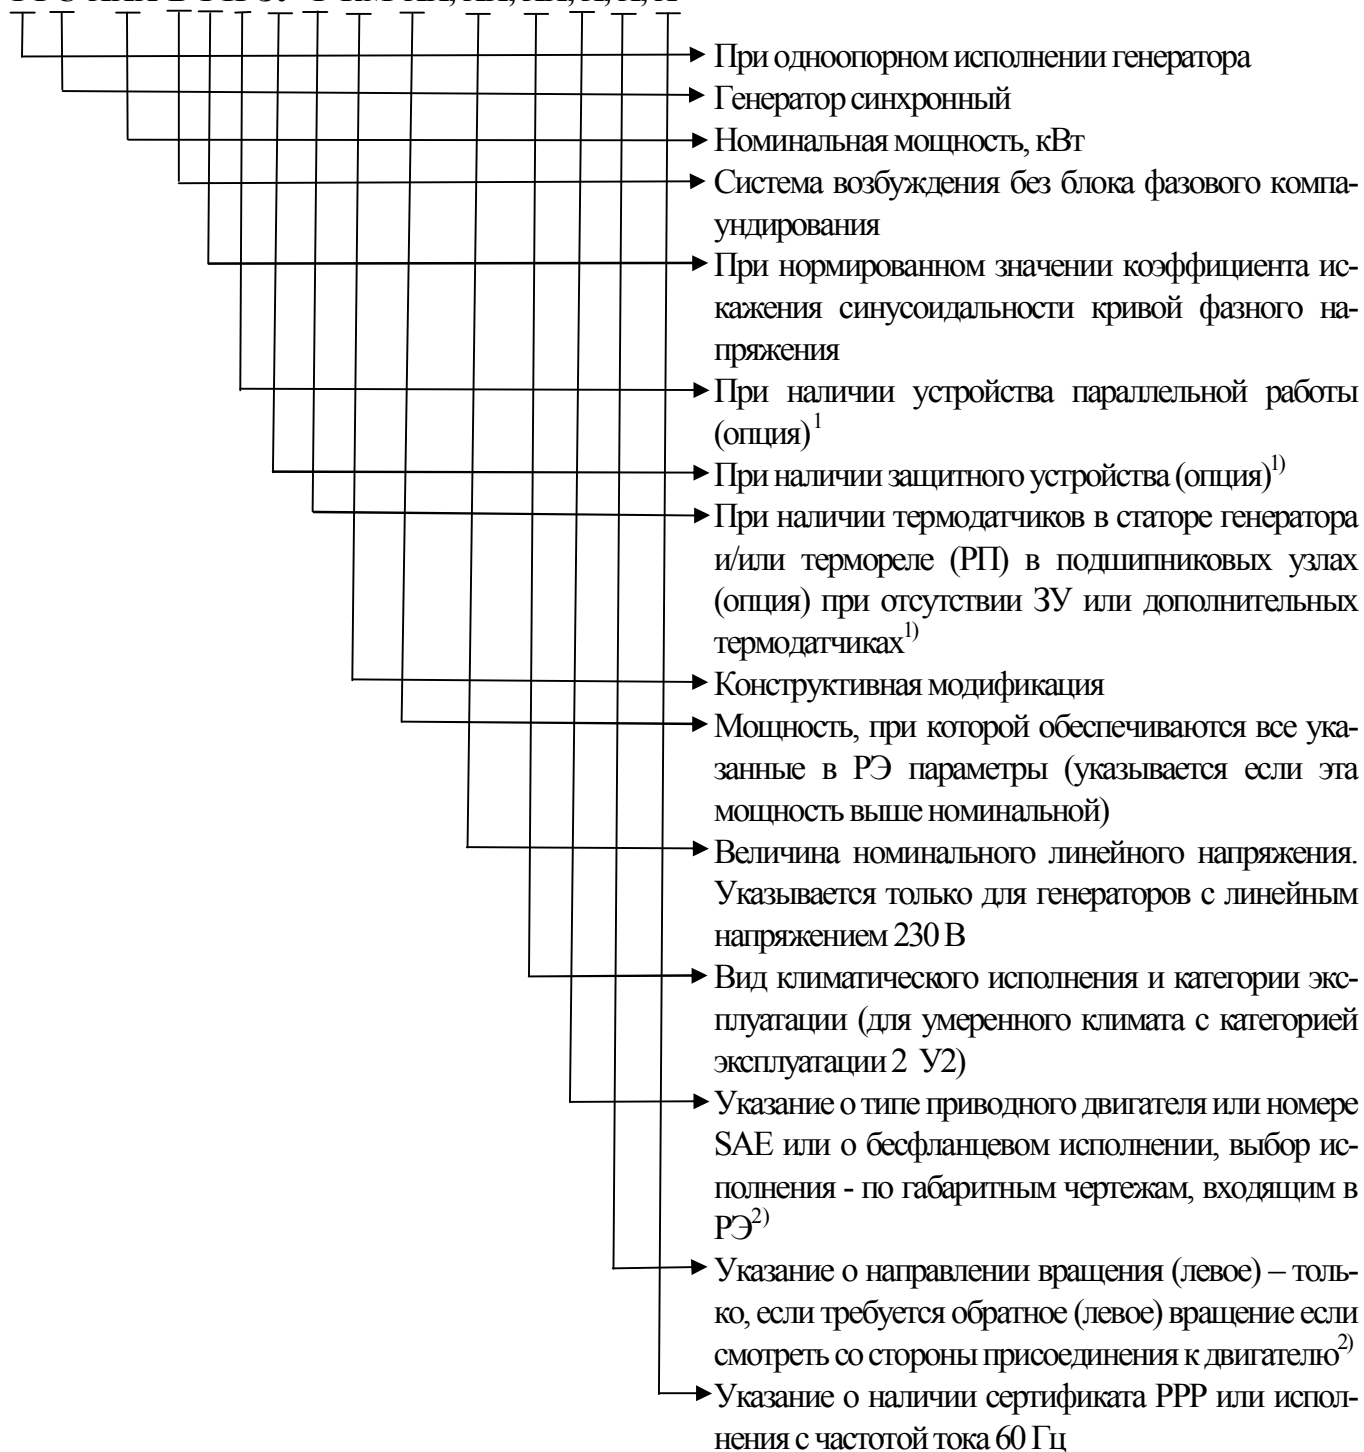 При одноопорном исполнении генератора
Генератор синхронный
Номинальная мощность, кВт
Система возбуждения без блока фазового компа-
ундирования
При нормированном значении коэффициента ис-
кажения синусоидальности кривой фазного на-
пряжения
При наличии устройства параллельной работы
(опция)1
При наличии защитного устройства (опция)1)
При наличии термодатчиков в статоре генератора
и/или термореле (РП) в подшипниковых узлах
(опция) при отсутствии ЗУ или дополнительных
термодатчиках1)
Конструктивная модификация
Мощность, при которой обеспечиваются все ука-
занные в РЭ параметры (указывается если эта
мощность выше номинальной)
Величина номинального линейного напряжения.
Указывается только для генераторов с линейным
напряжением 230 В
Вид климатического исполнения и категории экс-
плуатации (для умеренного климата с категорией
эксплуатации 2 У2)
Указание о типе приводного двигателя или номере
SAE или о бесфланцевом исполнении, выбор ис-
полнения - по габаритным чертежам, входящим в
РЭ2)
Указание о направлении вращения (левое) – толь-
ко, если требуется обратное (левое) вращение если
смотреть со стороны присоединения к двигателю2)
Указание о наличии сертификата РРР или испол-
нения с частотой тока 60 Гц